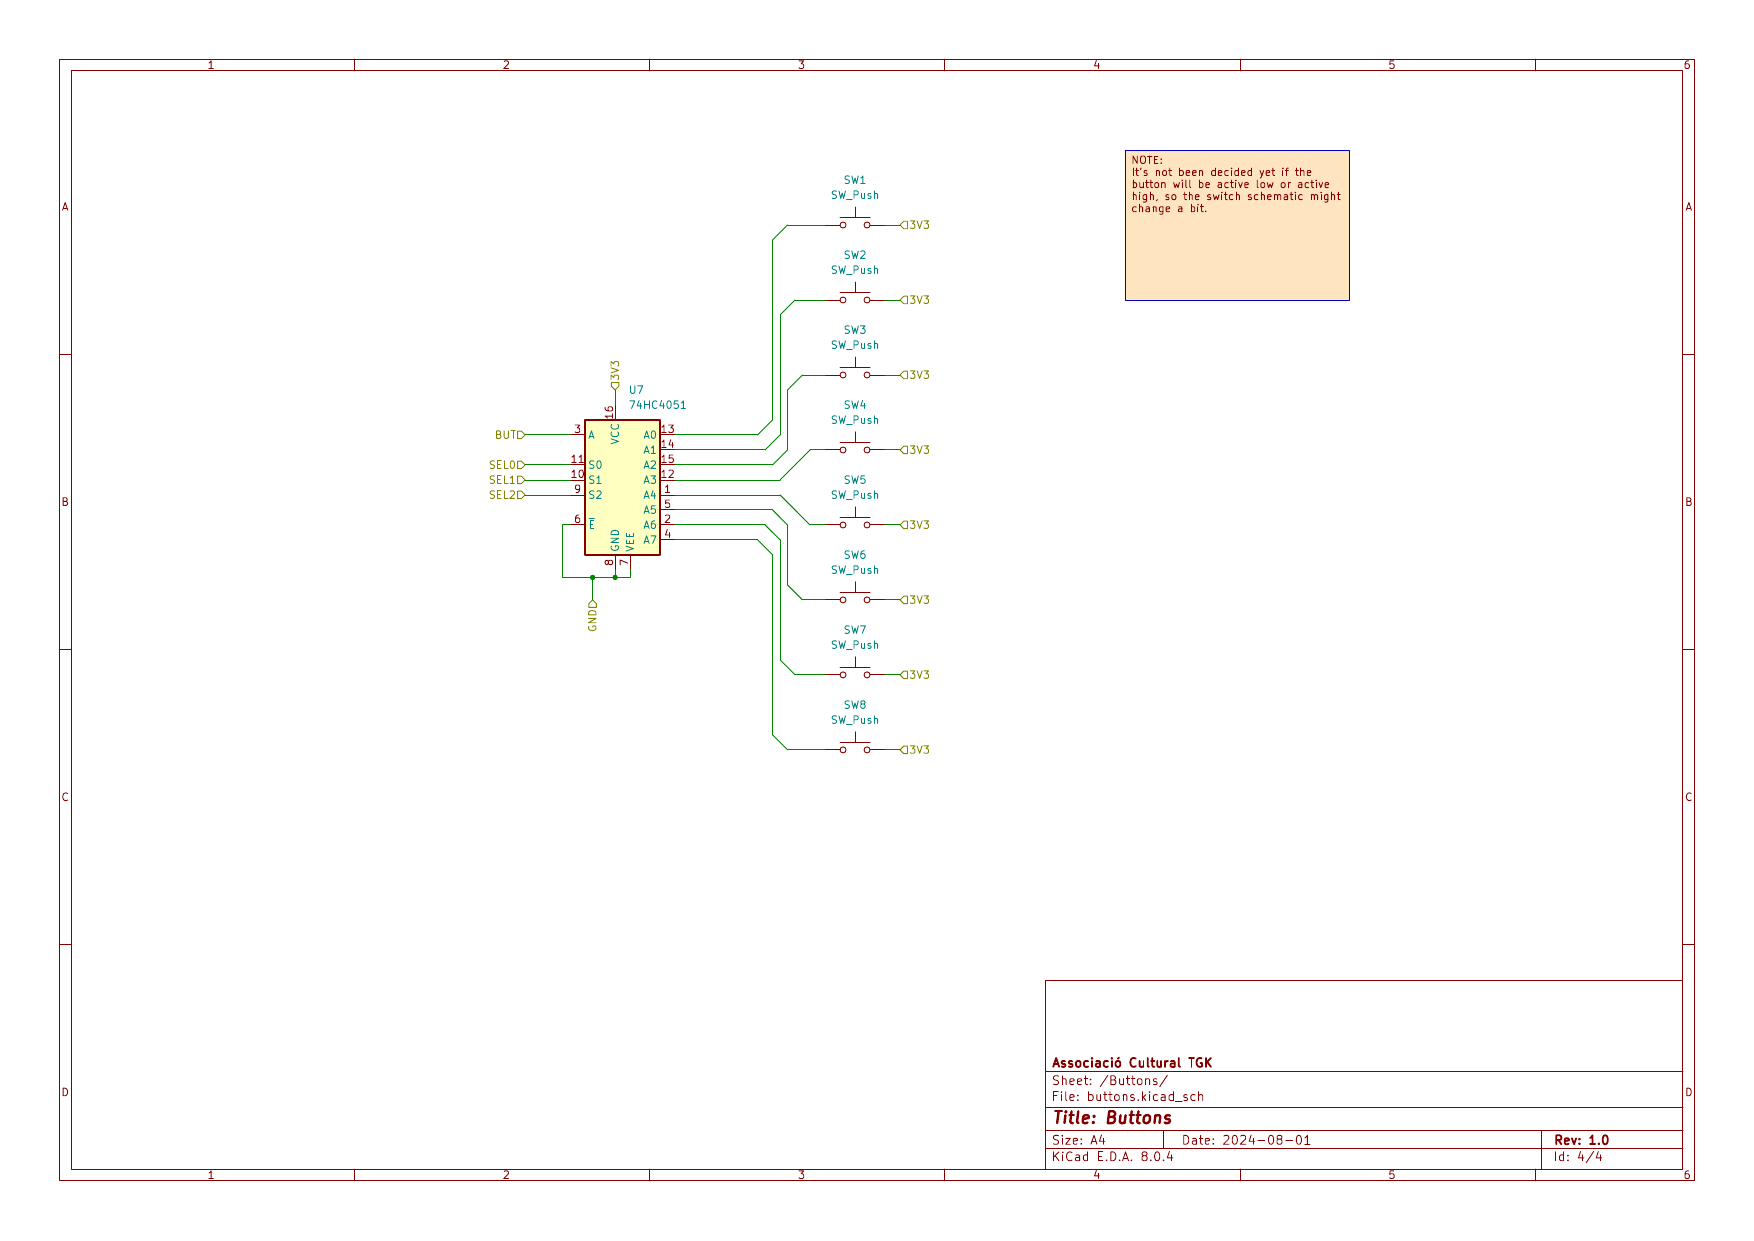 1 2 3 4 5 6
A A
B B
C C
D D
1 2 3 4 5 6
NOTE:
It's not been decided yet if the
button will be active low or active
high, so the switch schematic might
change a bit.
SW1
SW_Push
3V3
SW2
SW_Push
3V3
SW3
SW_Push
3V3
SW4
SW_Push
3V3
SW5
SW_Push
3V3
SW6
SW_Push
3V3
SW7
SW_Push
3V3
SW8
SW_Push
3V3
3V3
U7
74HC4051
16
VCC
BUT 3 A
SEL0 11 S0
SEL1 10 S1
SEL2 9 S2
6 E
A0 13
A1 14
A2 15
A3 12
A4 1
A5 5
A6 2
A7 4
GND VEE
8 7
GND
Associació Cultural TGK
Sheet: /Buttons/
File: buttons.kicad_sch
Title: Buttons
Size: A4 Date: 2024-08-01 Rev: 1.0
KiCad E.D.A. 8.0.4 Id: 4/4